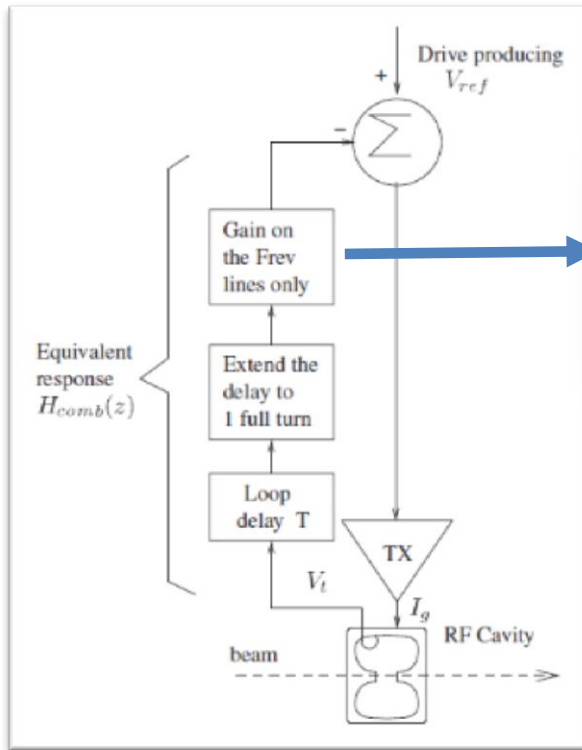 Drive producing
V_ref
+
−
Σ
Gain on
the Frev
lines only
Equivalent
response
H_comb(z)
Extend the
delay to
1 full turn
Loop
delay T
TX
V_t
I_g
RF Cavity
beam